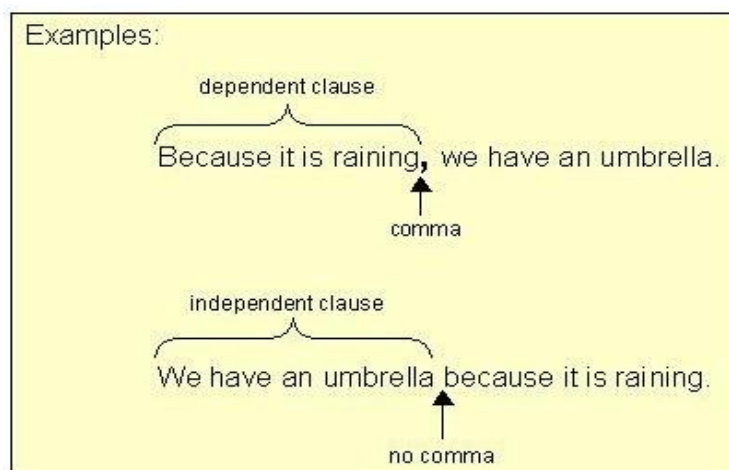 Examples:
dependent clause
Because it is raining, we have an umbrella.
comma
independent clause
We have an umbrella because it is raining.
no comma